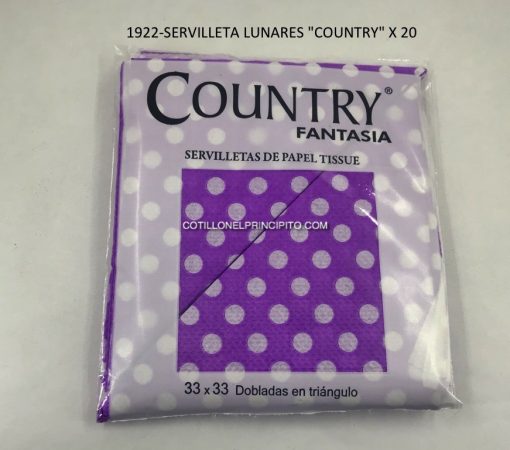 1922-SERVILLETA LUNARES "COUNTRY" X 20
COUNTRY®
FANTASIA
SERVILLETAS DE PAPEL TISSUE
COTILLONELPRINCIPITO.COM
33 x 33 Dobladas en triángulo